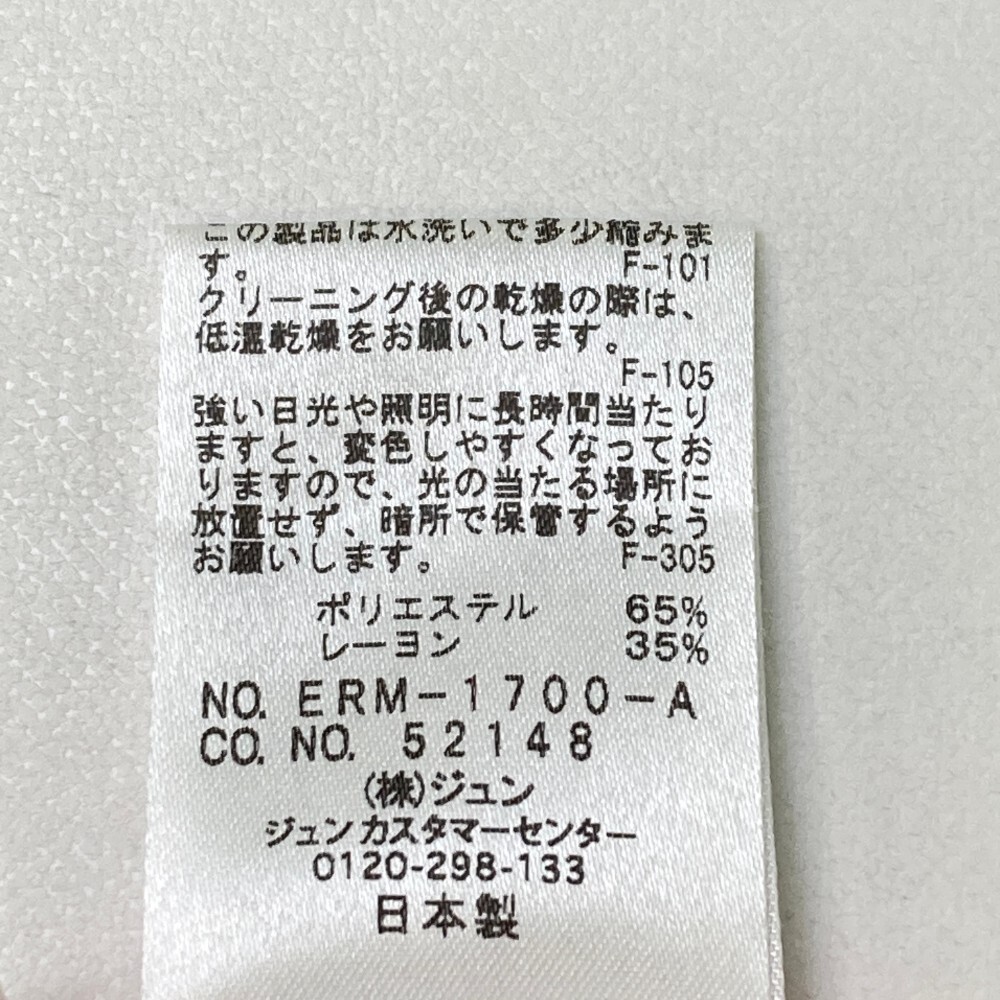 この製品は水洗いで多少縮みま
す。 F-101
クリーニング後の乾燥の際は、
低温乾燥をお願いします。
F-105
強い日光や照明に長時間当たり
ますと、変色しやすくなってお
りますので、光の当たる場所に
放置せず、暗所で保管するよう
お願いします。 F-305
ポリエステル 65%
レーヨン 35%
NO. ERM-1700-A
CO. NO. 52148
(株)ジュン
ジュンカスタマーセンター
0120-298-133
日本製